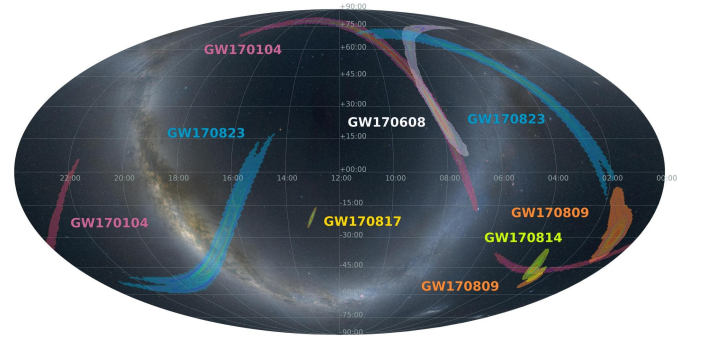 +90:00
+75:00
GW170104
+60:00
+45:00
+30:00
GW170608
GW170823
GW170823
+15:00
+00:00
22:00
20:00
18:00
16:00
14:00
12:00
10:00
08:00
06:00
04:00
02:00
00:00
-15:00
GW170809
GW170104
GW170817
-30:00
GW170814
-45:00
GW170809
-60:00
-75:00
-90:00